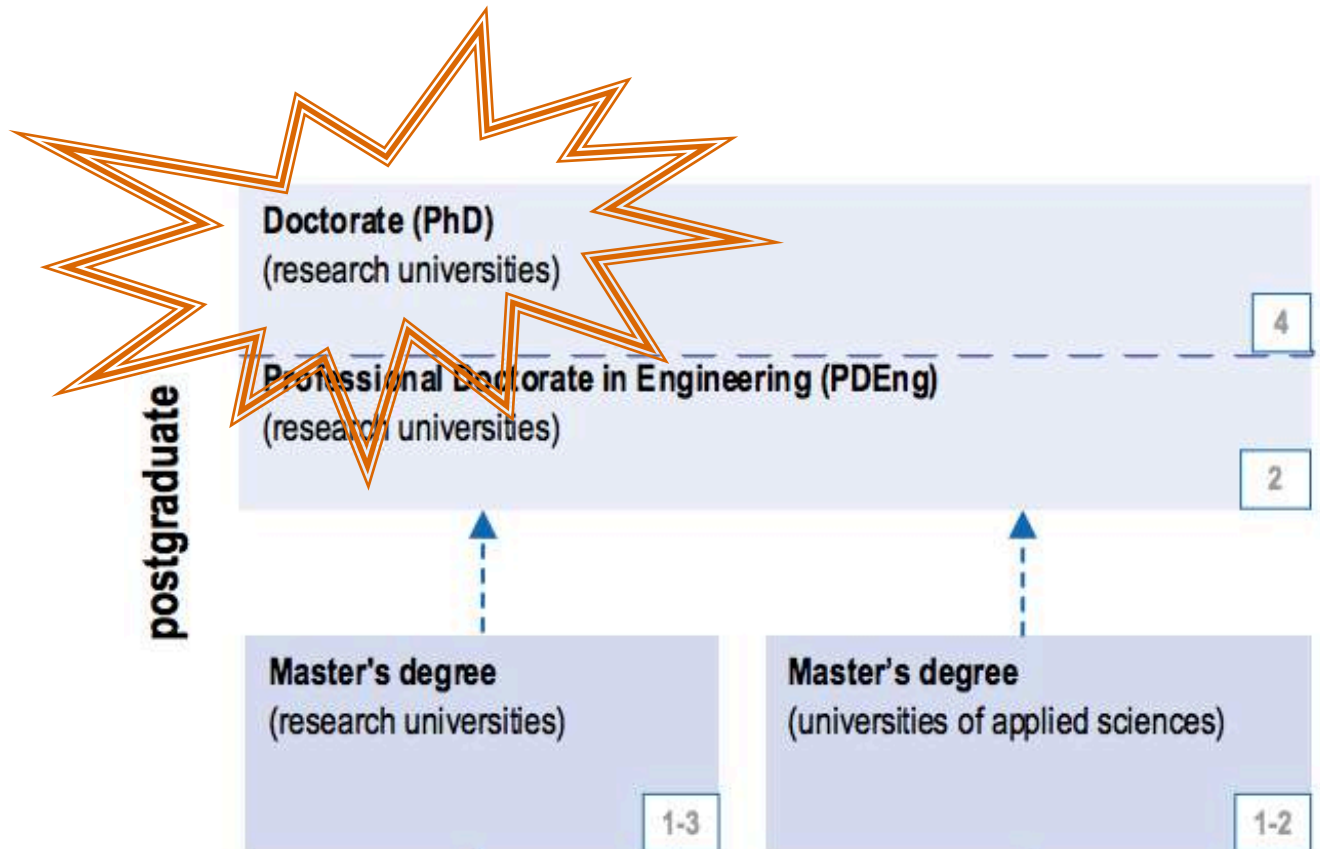 Doctorate (PhD)
(research universities)
4
Professional Doctorate in Engineering (PDEng)
(research universities)
2
postgraduate
Master's degree
(research universities)
1-3
Master’s degree
(universities of applied sciences)
1-2